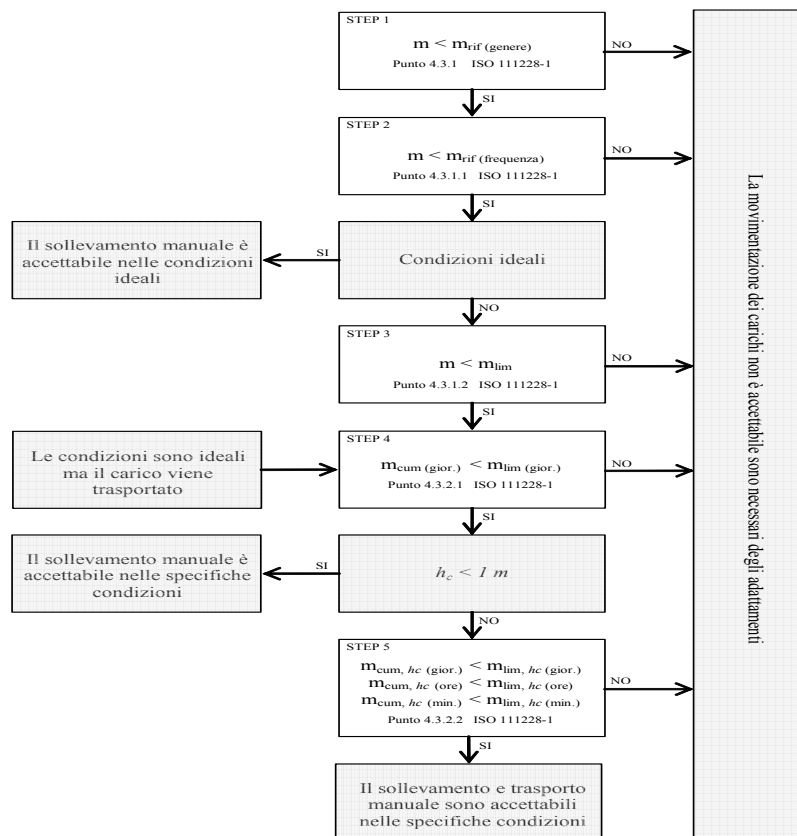 STEP 1
m < mrif (genere)
Punto 4.3.1 ISO 111228-1
NO
SI
STEP 2
m < mrif (frequenza)
Punto 4.3.1.1 ISO 111228-1
NO
SI
Il sollevamento manuale è
accettabile nelle condizioni
ideali
SI
Condizioni ideali
NO
STEP 3
m < mlim
Punto 4.3.1.2 ISO 111228-1
NO
SI
Le condizioni sono ideali
ma il carico viene
trasportato
STEP 4
mcum (gior.) < mlim (gior.)
Punto 4.3.2.1 ISO 111228-1
NO
SI
Il sollevamento manuale è
accettabile nelle specifiche
condizioni
SI
hc < 1 m
NO
STEP 5
mcum, hc (gior.) < mlim, hc (gior.)
mcum, hc (ore) < mlim, hc (ore)
mcum, hc (min.) < mlim, hc (min.)
Punto 4.3.2.2 ISO 111228-1
NO
SI
Il sollevamento e trasporto
manuale sono accettabili
nelle specifiche condizioni
La movimentazione dei carichi non è accettabile sono necessari degli adattamenti